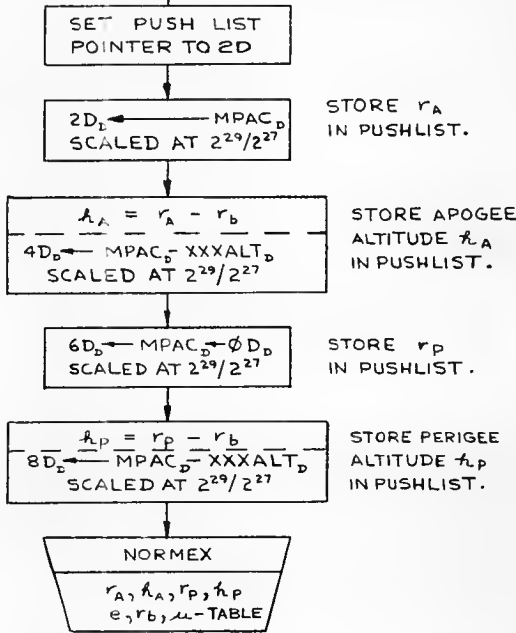 SET PUSH LIST
POINTER TO 2D
2D_D ← MPAC_D
SCALED AT 2^29/2^27
STORE r_A
IN PUSHLIST.
h_A = r_A - r_b
4D_D ← MPAC_D - XXXALT_D
SCALED AT 2^29/2^27
STORE APOGEE
ALTITUDE h_A
IN PUSHLIST.
6D_D ← MPAC_D ← ØD_D
SCALED AT 2^29/2^27
STORE r_P
IN PUSHLIST.
h_P = r_P - r_b
8D_D ← MPAC_D - XXXALT_D
SCALED AT 2^29/2^27
STORE PERIGEE
ALTITUDE h_P
IN PUSHLIST.
NORMEX
r_A, h_A, r_P, h_P
e, r_b, μ-TABLE